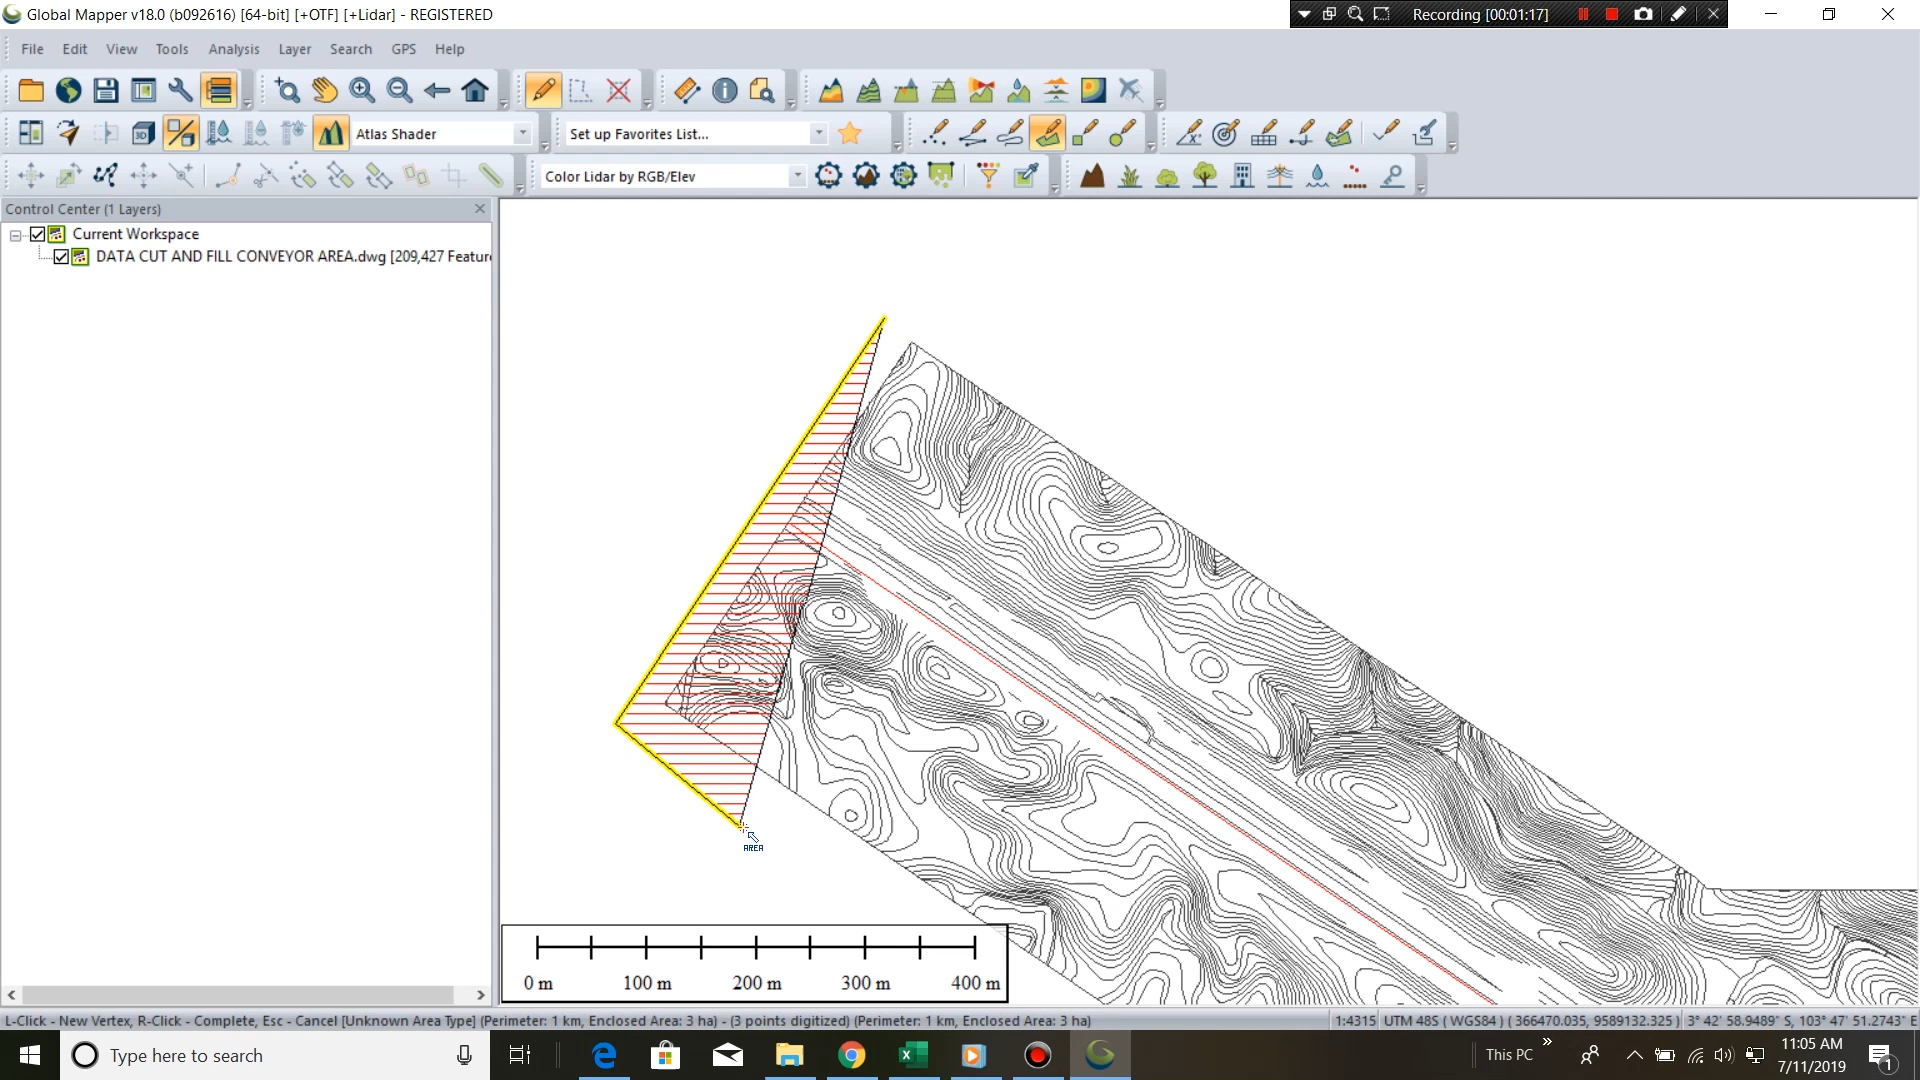 Global Mapper v18.0 (b092616) [64-bit] [+OTF] [+Lidar] - REGISTERED
Recording [00:01:17]
File Edit View Tools Analysis Layer Search GPS Help
3D
Atlas Shader
Set up Favorites List...
Color Lidar by RGB/Elev
Control Center (1 Layers)
Current Workspace
DATA CUT AND FILL CONVEYOR AREA.dwg [209,427 Feature
AREA
0 m 100 m 200 m 300 m 400 m
L-Click - New Vertex, R-Click - Complete, Esc - Cancel [Unknown Area Type] (Perimeter: 1 km, Enclosed Area: 3 ha) - (3 points digitized) (Perimeter: 1 km, Enclosed Area: 3 ha)
1:4315 UTM 48S ( WGS84 ) ( 366470.035, 9589132.325 ) 3° 42' 58.9489" S, 103° 47' 51.2743" E
Type here to search
This PC
11:05 AM
7/11/2019
1